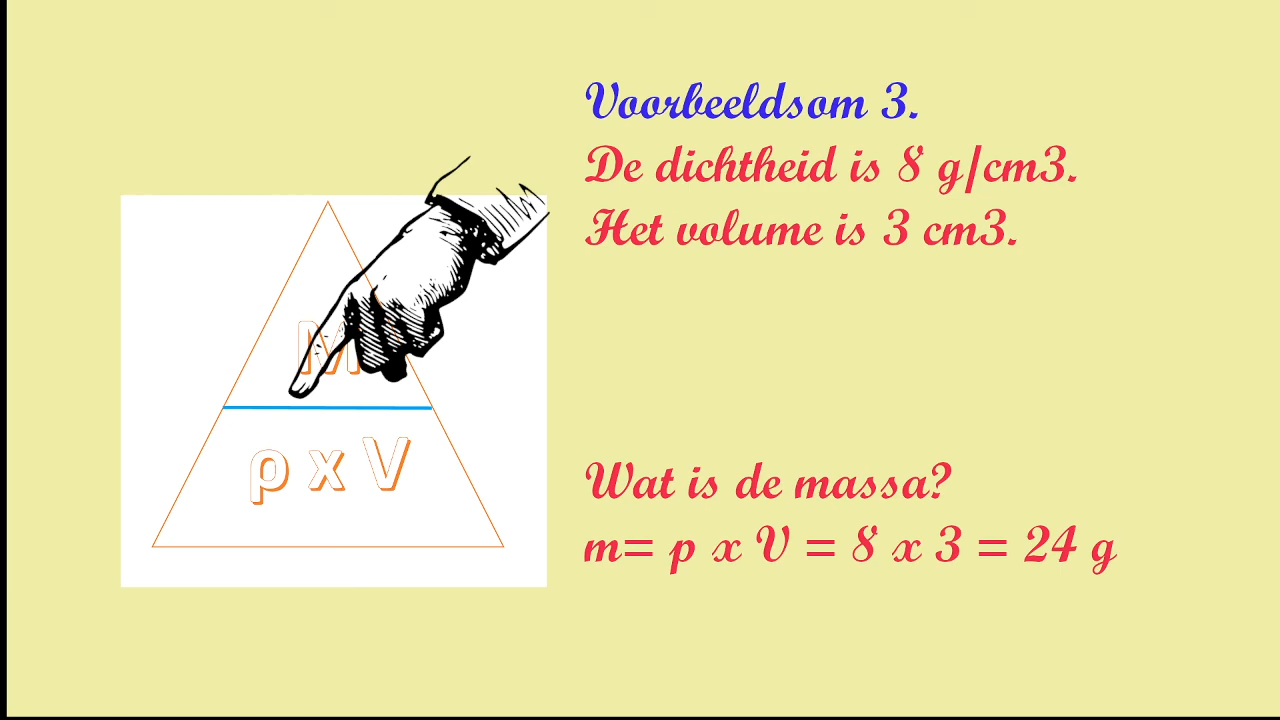 Voorbeeldsom 3.
De dichtheid is 8 g/cm3.
Het volume is 3 cm3.
M
ρ x V
Wat is de massa?
m= p x V = 8 x 3 = 24 g